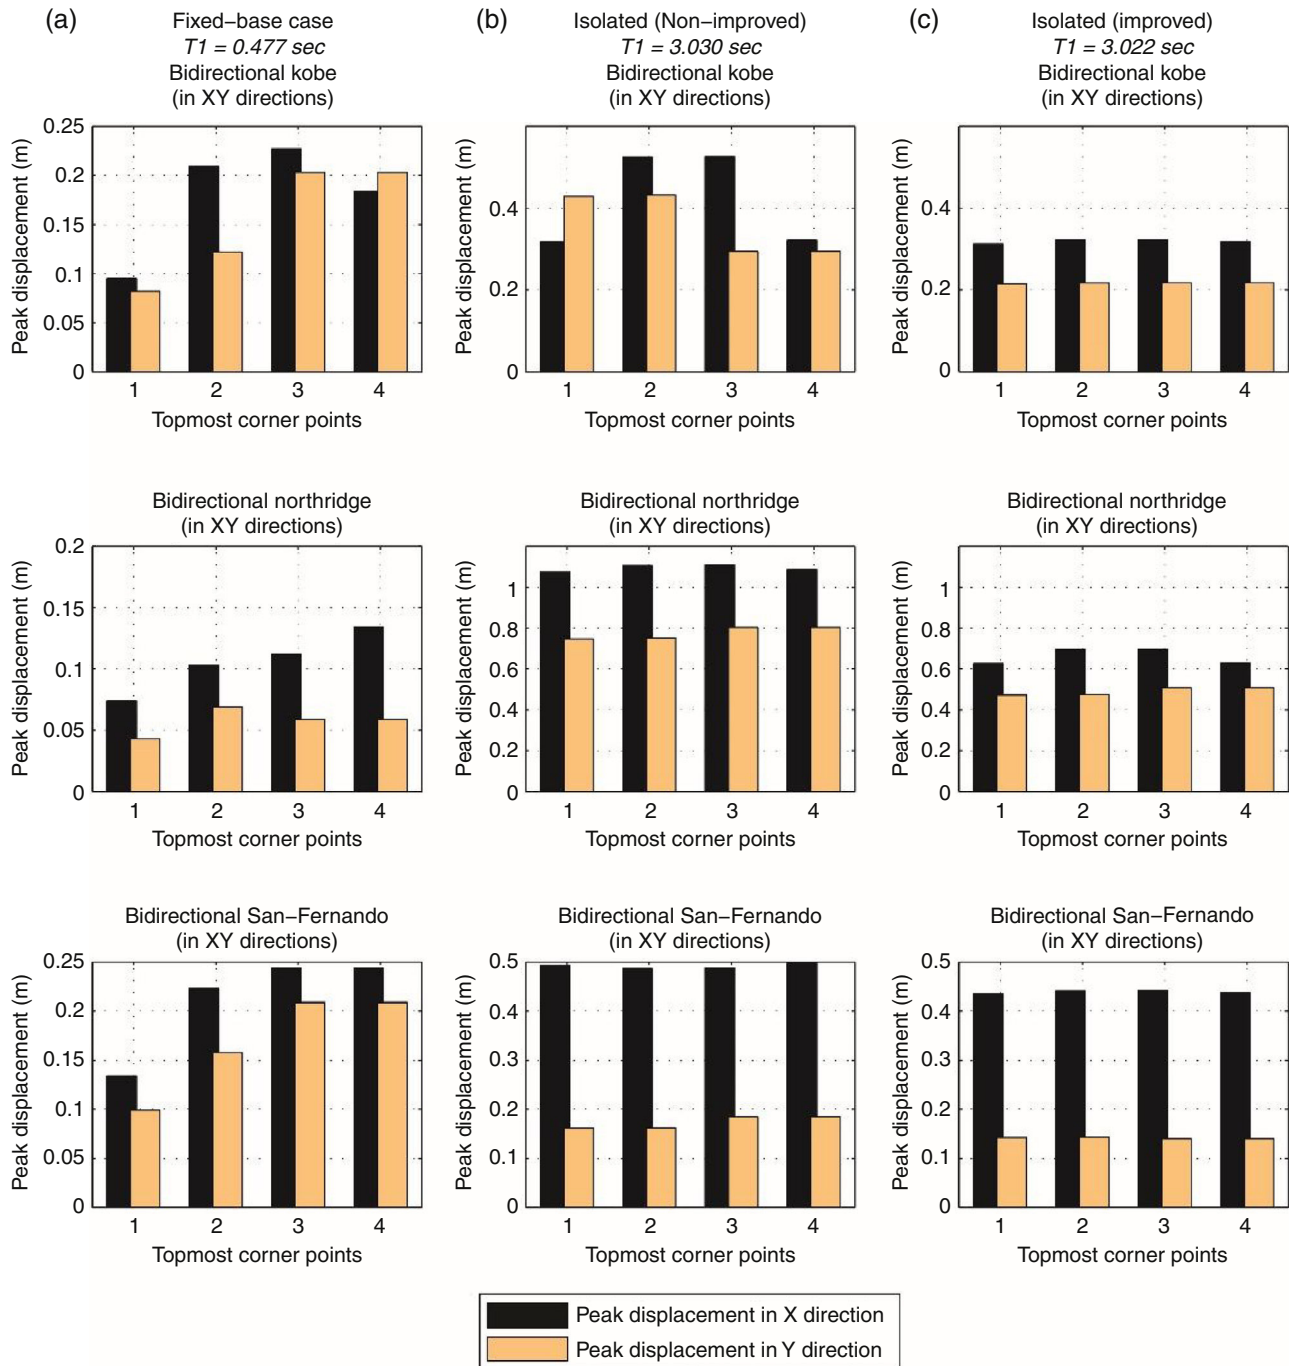 (a)
Fixed−base case
T1 = 0.477 sec
Bidirectional kobe
(in XY directions)
0.25
0.2
0.15
0.1
0.05
0
Peak displacement (m)
1 2 3 4
Topmost corner points
(b)
Isolated (Non−improved)
T1 = 3.030 sec
Bidirectional kobe
(in XY directions)
0.4
0.2
0
Peak displacement (m)
1 2 3 4
Topmost corner points
(c)
Isolated (improved)
T1 = 3.022 sec
Bidirectional kobe
(in XY directions)
0.4
0.2
0
Peak displacement (m)
1 2 3 4
Topmost corner points
Bidirectional northridge
(in XY directions)
0.2
0.15
0.1
0.05
0
Peak displacement (m)
1 2 3 4
Topmost corner points
Bidirectional northridge
(in XY directions)
1
0.8
0.6
0.4
0.2
0
Peak displacement (m)
1 2 3 4
Topmost corner points
Bidirectional northridge
(in XY directions)
1
0.8
0.6
0.4
0.2
0
Peak displacement (m)
1 2 3 4
Topmost corner points
Bidirectional San−Fernando
(in XY directions)
0.25
0.2
0.15
0.1
0.05
0
Peak displacement (m)
1 2 3 4
Topmost corner points
Bidirectional San−Fernando
(in XY directions)
0.5
0.4
0.3
0.2
0.1
0
Peak displacement (m)
1 2 3 4
Topmost corner points
Bidirectional San−Fernando
(in XY directions)
0.5
0.4
0.3
0.2
0.1
0
Peak displacement (m)
1 2 3 4
Topmost corner points
Peak displacement in X direction
Peak displacement in Y direction